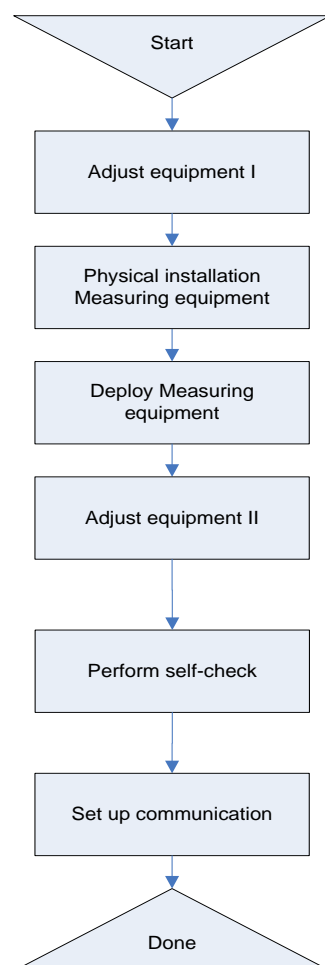 Start
Adjust equipment I
Physical installation
Measuring equipment
Deploy Measuring
equipment
Adjust equipment II
Perform self-check
Set up communication
Done